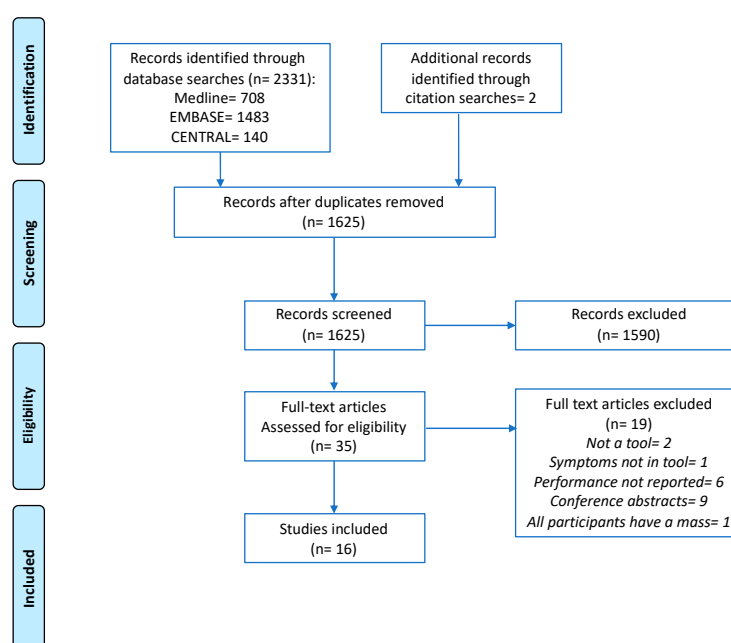 Identification
Records identified through
database searches (n= 2331):
Medline= 708
EMBASE= 1483
CENTRAL= 140
Additional records
identified through
citation searches= 2
Screening
Records after duplicates removed
(n= 1625)
Records screened
(n= 1625)
Records excluded
(n= 1590)
Eligibility
Full-text articles
Assessed for eligibility
(n= 35)
Full text articles excluded
(n= 19)
Not a tool= 2
Symptoms not in tool= 1
Performance not reported= 6
Conference abstracts= 9
All participants have a mass= 1
Included
Studies included
(n= 16)